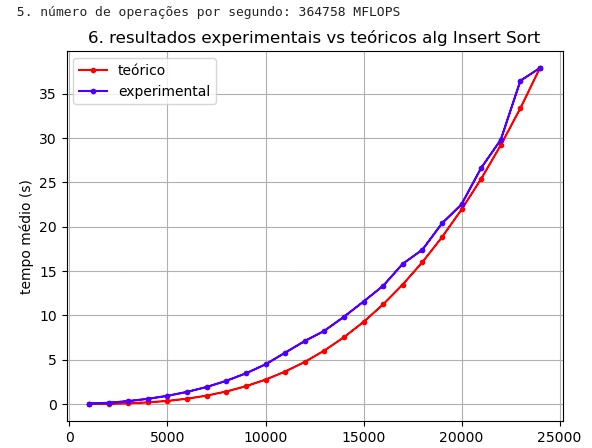 5. número de operações por segundo: 364758 MFLOPS
6. resultados experimentais vs teóricos alg Insert Sort
teórico
experimental
tempo médio (s)
35
30
25
20
15
10
5
0
0 5000 10000 15000 20000 25000